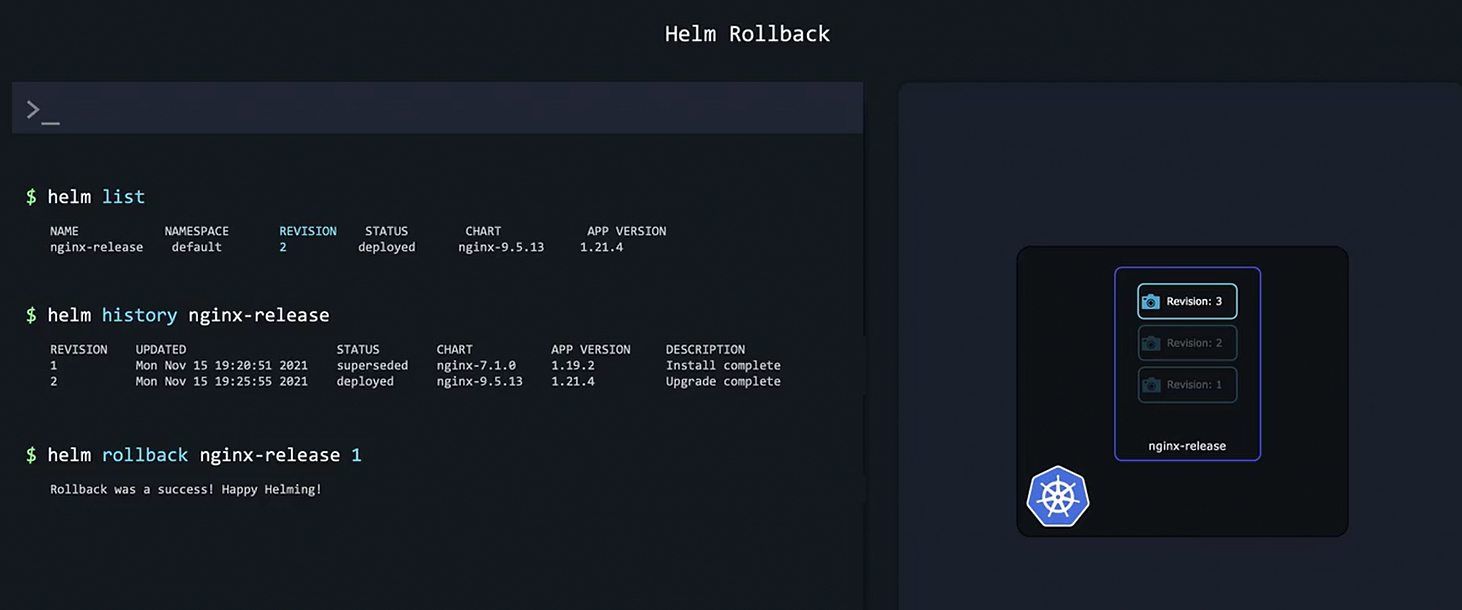 Helm Rollback
>_
$ helm list
NAME NAMESPACE REVISION STATUS CHART APP VERSION
nginx-release default 2 deployed nginx-9.5.13 1.21.4
$ helm history nginx-release
REVISION UPDATED STATUS CHART APP VERSION DESCRIPTION
1 Mon Nov 15 19:20:51 2021 superseded nginx-7.1.0 1.19.2 Install complete
2 Mon Nov 15 19:25:55 2021 deployed nginx-9.5.13 1.21.4 Upgrade complete
$ helm rollback nginx-release 1
Rollback was a success! Happy Helming!
Revision: 3
Revision: 2
Revision: 1
nginx-release